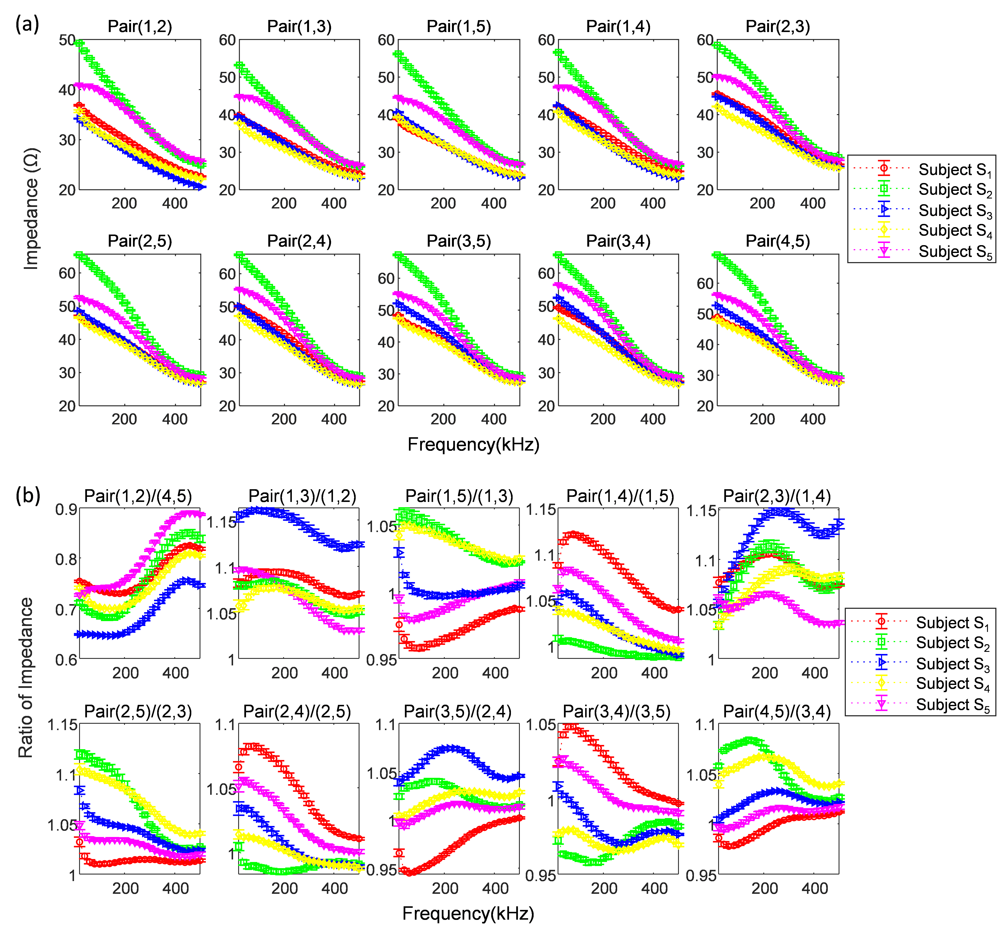 (a)
Pair(1,2) Pair(1,3) Pair(1,5) Pair(1,4) Pair(2,3)
50 60 60 60 60
40 50 50 50 50
30 40 40 40 40
20 30 30 30 30
20 20 20 20
200 400 200 400 200 400 200 400 200 400
Impedance (Ω)
Subject S1
Subject S2
Subject S3
Subject S4
Subject S5
Pair(2,5) Pair(2,4) Pair(3,5) Pair(3,4) Pair(4,5)
60 60 60 60 60
50 50 50 50 50
40 40 40 40 40
30 30 30 30 30
20 20 20 20 20
200 400 200 400 200 400 200 400 200 400
Frequency(kHz)
(b)
Pair(1,2)/(4,5) Pair(1,3)/(1,2) Pair(1,5)/(1,3) Pair(1,4)/(1,5) Pair(2,3)/(1,4)
0.9 1.15 1.05 1.15 1.15
0.8 1.1 1 1.1 1.1
0.7 1.05 0.95 1.05 1.05
0.6 1 1 1
200 400 200 400 200 400 200 400 200 400
Ratio of Impedance
Subject S1
Subject S2
Subject S3
Subject S4
Subject S5
Pair(2,5)/(2,3) Pair(2,4)/(2,5) Pair(3,5)/(2,4) Pair(3,4)/(3,5) Pair(4,5)/(3,4)
1.15 1.1 1.1 1.05 1.1
1.1 1.05 1.05 1 1.05
1.05 1 1 0.95 1
1 0.95 0.95
200 400 200 400 200 400 200 400 200 400
Frequency(kHz)